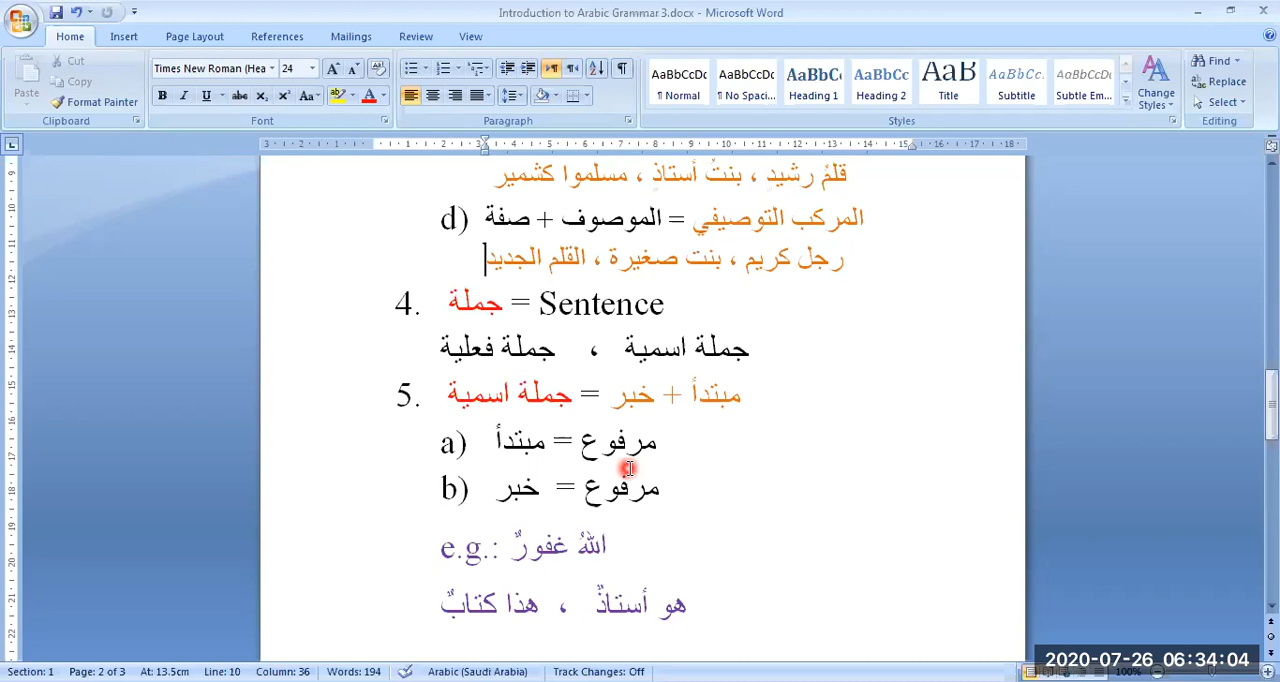 Introduction to Arabic Grammar 3.docx - Microsoft Word
Home Insert Page Layout References Mailings Review View
Paste Cut Copy Format Painter
Times New Roman (Hea 24
AaBbCcDc AaBbCcDc AaBbC AaBbCc AaB AaBbCc. AaBbCcDc
¶ Normal ¶ No Spaci... Heading 1 Heading 2 Title Subtitle Subtle Em...
Change Styles
Find Replace Select
Clipboard Font Paragraph Styles Editing
قلمُ رشيد ، بنتُ أستاذ ، مسلموا كشمير
d) الموصوف + صفة = المركب التوصيفي
رجل كريم ، بنت صغيرة ، القلم الجديد
4. جملة = Sentence
جملة اسمية ، جملة فعلية
5. جملة اسمية = مبتدأ + خبر
a) مبتدأ = مرفوع
b) خبر = مرفوع
e.g.: اللهُ غفورٌ
هو أستاذٌ ، هذا كتابٌ
Section: 1 Page: 2 of 3 At: 13.5cm Line: 10 Column: 36 Words: 194 Arabic (Saudi Arabia) Track Changes: Off 100%
2020-07-26 06:34:04